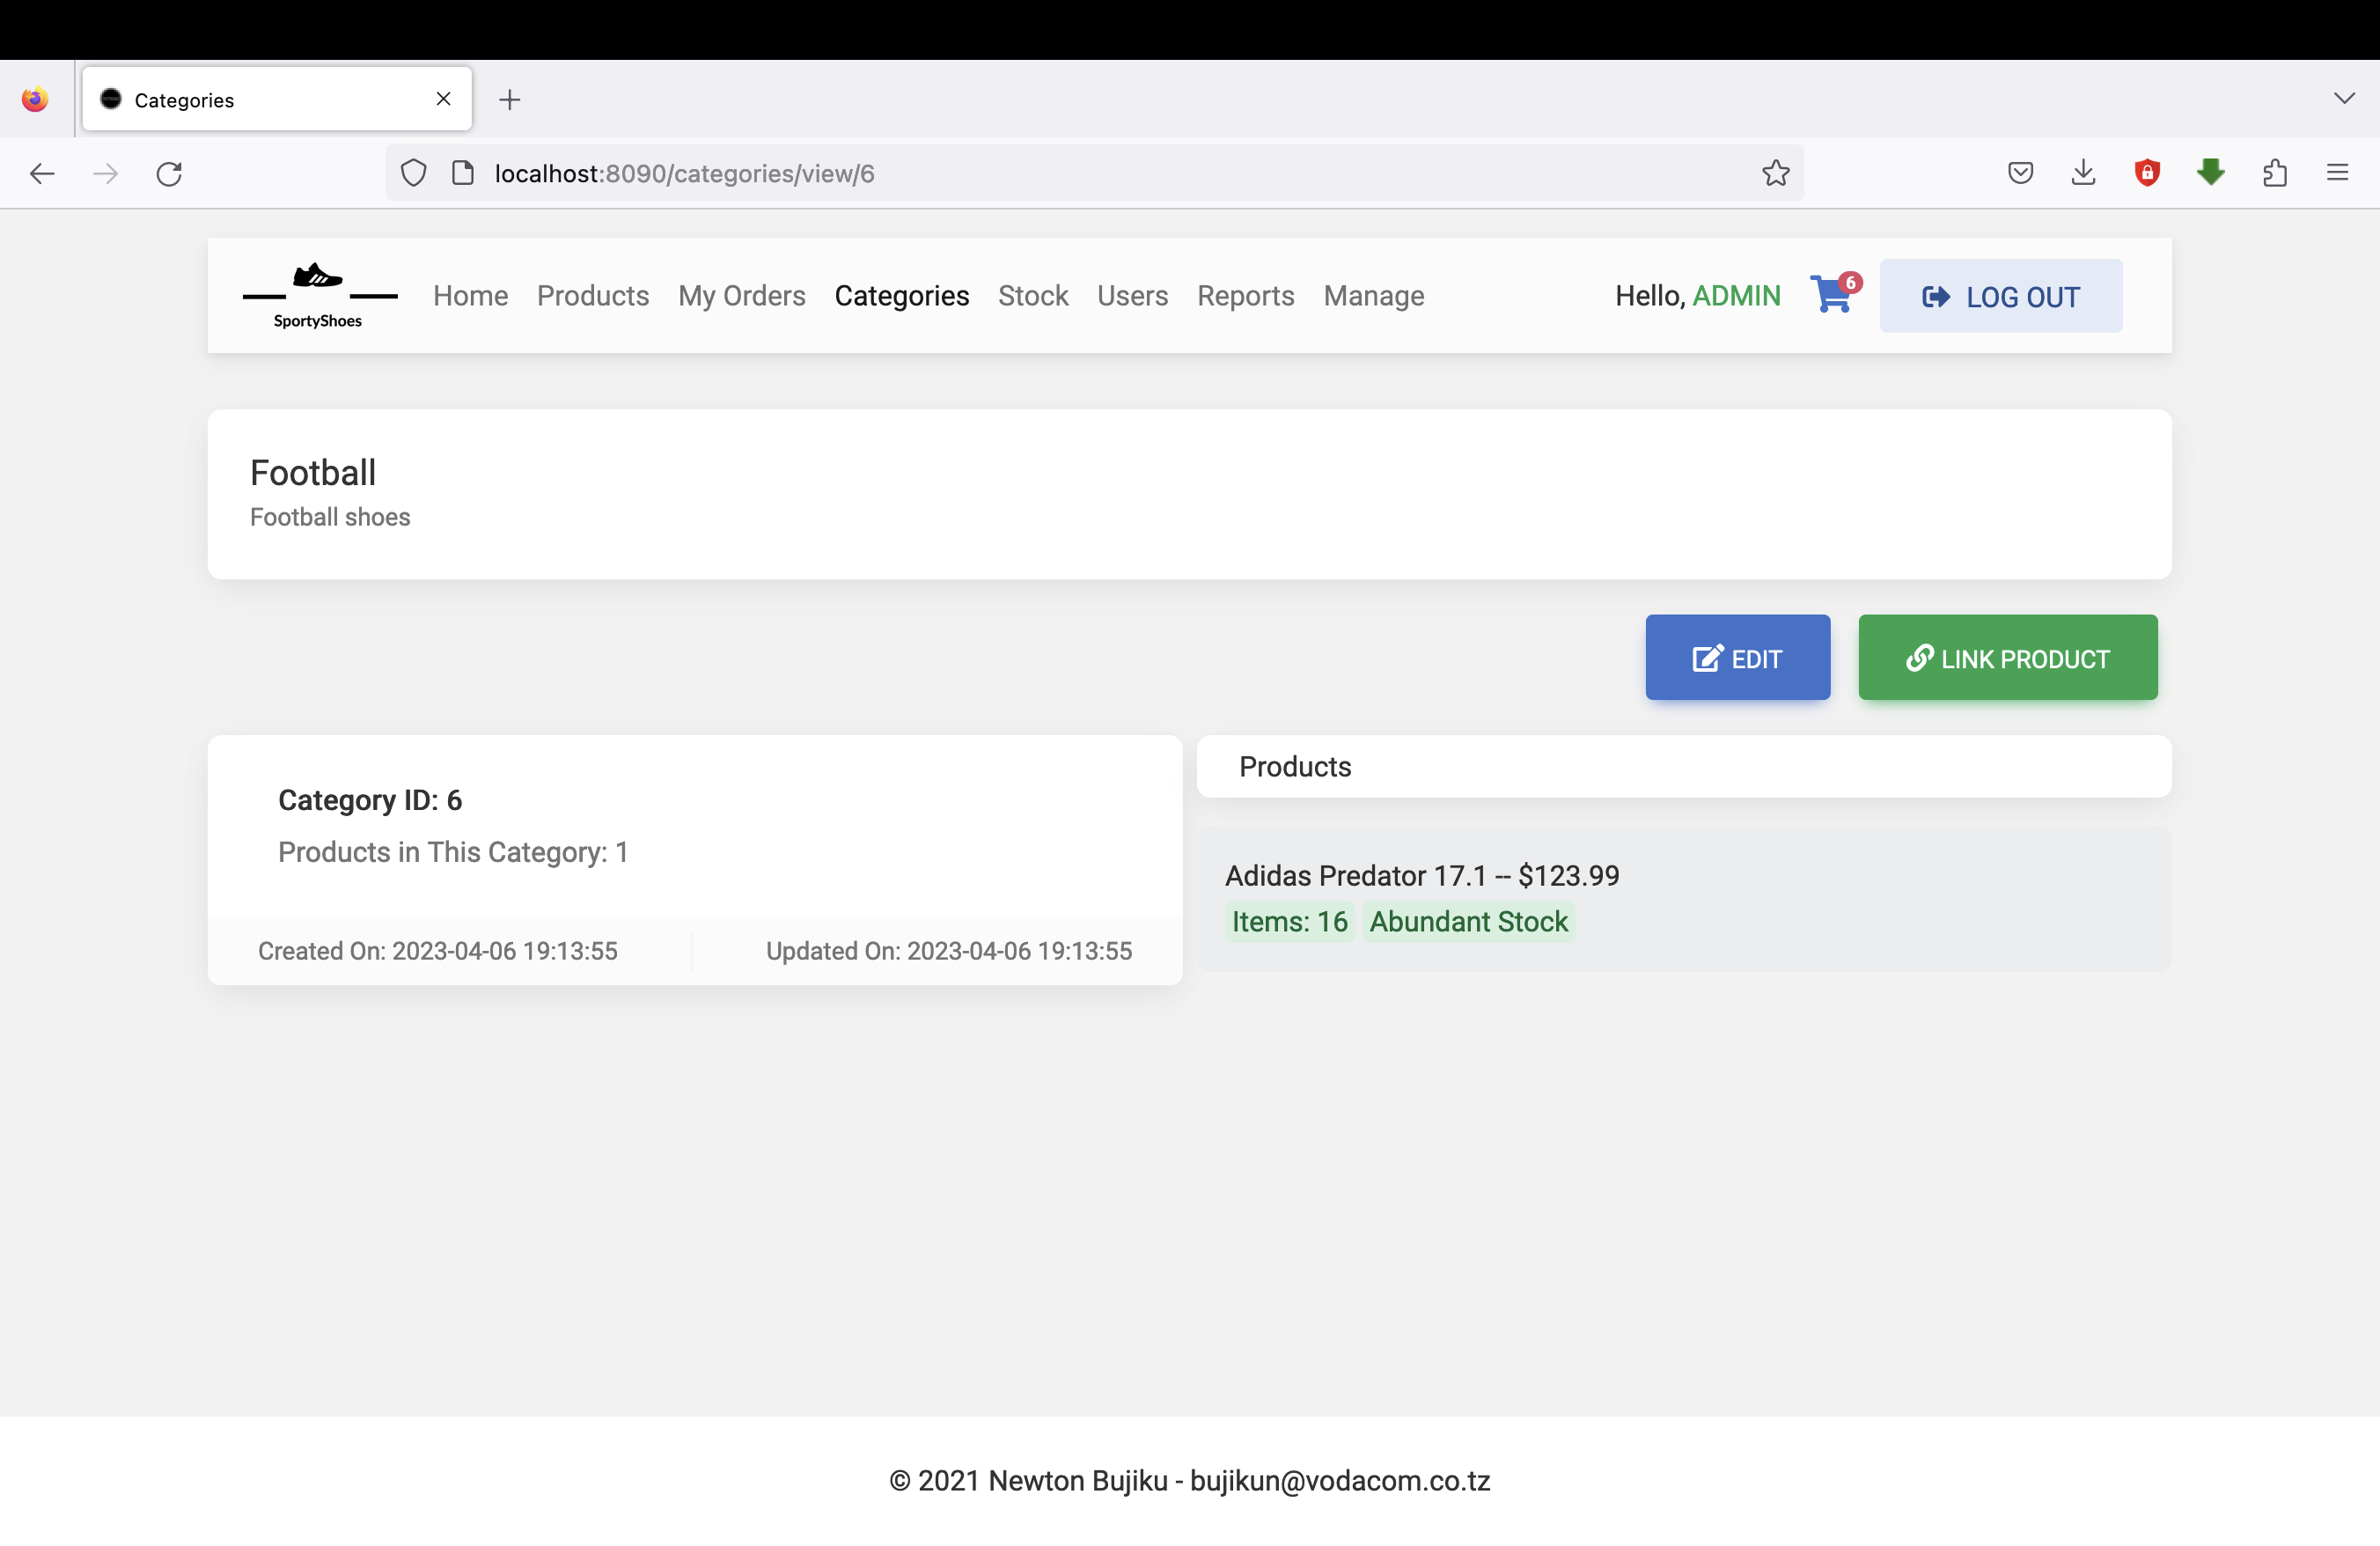 Categories
localhost:8090/categories/view/6
SportyShoes
Home Products My Orders Categories Stock Users Reports Manage Hello, ADMIN 6 LOG OUT
Football
Football shoes
EDIT LINK PRODUCT
Category ID: 6
Products in This Category: 1
Created On: 2023-04-06 19:13:55 Updated On: 2023-04-06 19:13:55
Products
Adidas Predator 17.1 -- $123.99
Items: 16 Abundant Stock
© 2021 Newton Bujiku - bujikun@vodacom.co.tz